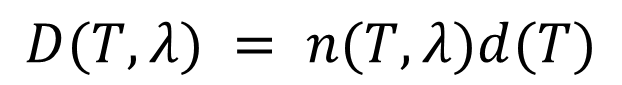 D(T, λ) = n(T, λ)d(T)